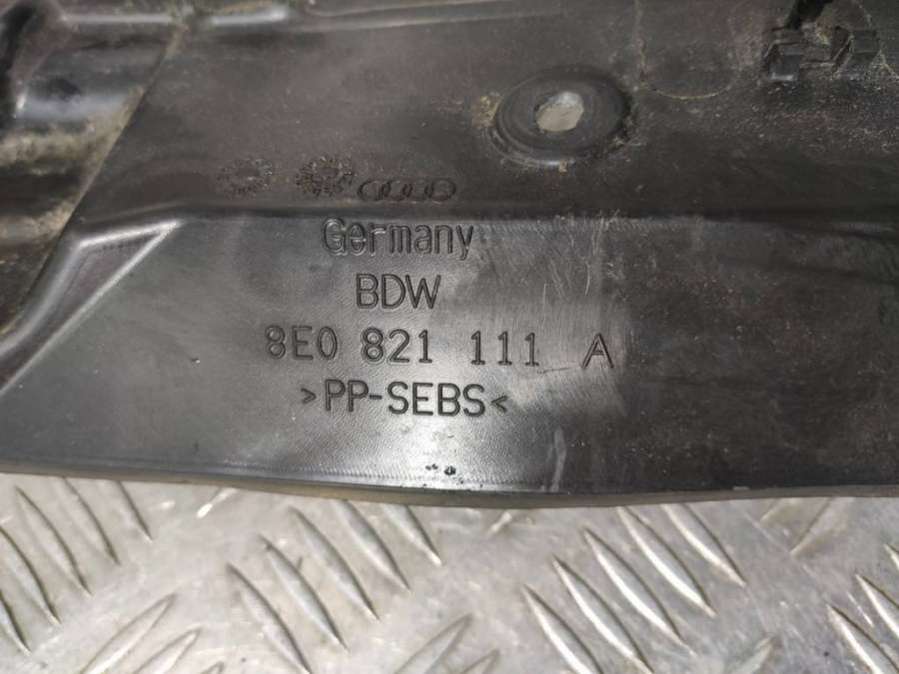 Germany
BDW
8E0 821 111 A
>PP-SEBS<